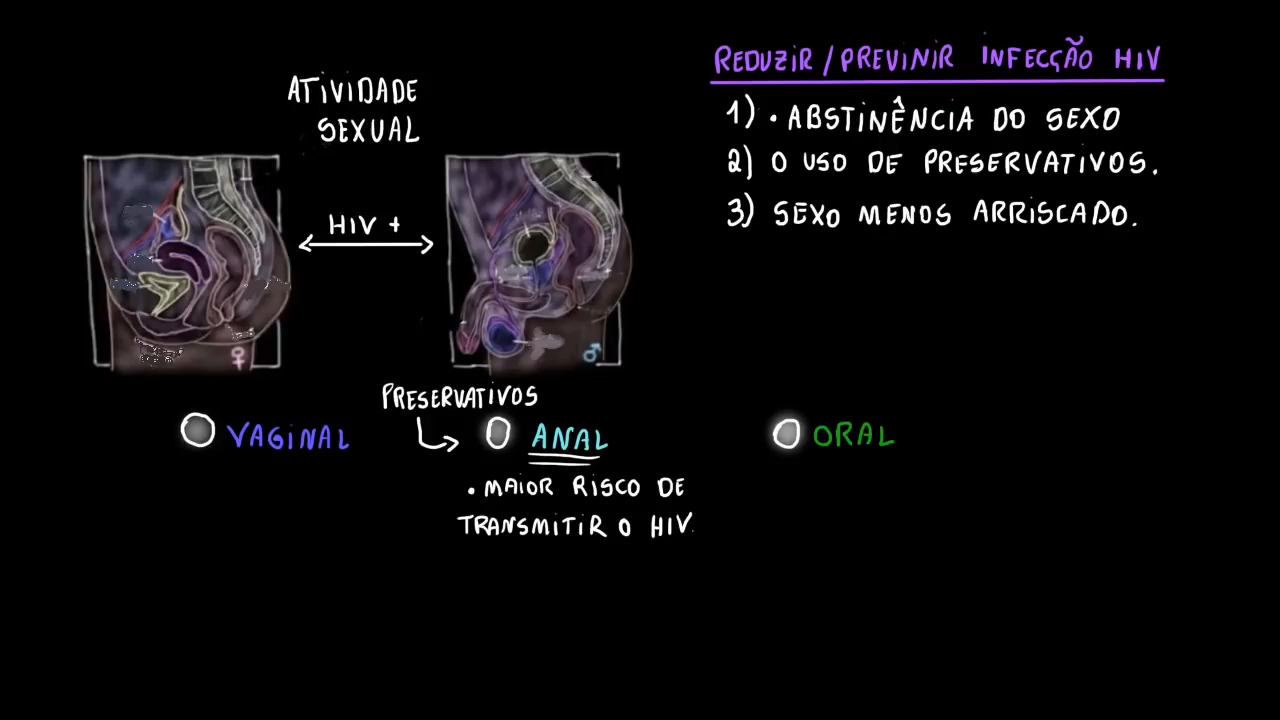 ATIVIDADE
SEXUAL
HIV +
♀
♂
PRESERVATIVOS
VAGINAL
ANAL
ORAL
• MAIOR RISCO DE
TRANSMITIR O HIV.
REDUZIR / PREVINIR INFECÇÃO HIV
1) • ABSTINÊNCIA DO SEXO
2) O USO DE PRESERVATIVOS.
3) SEXO MENOS ARRISCADO.